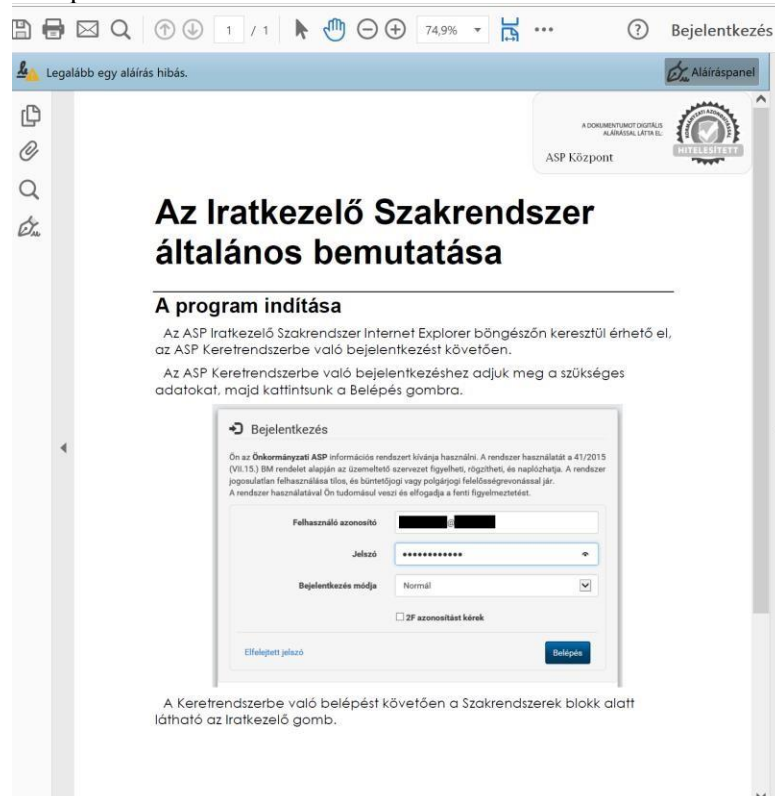 1 / 1 74,9% Bejelentkezés
Legalább egy aláírás hibás. Aláíráspanel
A DOKUMENTUMOT DIGITÁLIS
ALÁÍRÁSSAL LÁTTA EL:
ASP Központ
KORMÁNYZATI AZONOSÍTÁSSAL
HITELESÍTETT
Az Iratkezelő Szakrendszer
általános bemutatása
A program indítása
Az ASP Iratkezelő Szakrendszer Internet Explorer böngészőn keresztül érhető el,
az ASP Keretrendszerbe való bejelentkezést követően.
Az ASP Keretrendszerbe való bejelentkezéshez adjuk meg a szükséges
adatokat, majd kattintsunk a Belépés gombra.
Bejelentkezés
Ön az Önkormányzati ASP információs rendszert kívánja használni. A rendszer használatát a 41/2015
(VII.15.) BM rendelet alapján az üzemeltető szervezet figyelheti, rögzítheti, és naplózhatja. A rendszer
jogosulatlan felhasználása tilos, és büntetőjogi vagy polgárjogi felelősségrevonással jár.
A rendszer használatával Ön tudomásul veszi és elfogadja a fenti figyelmeztetést.
Felhasználó azonosító @
Jelszó ••••••••••••
Bejelentkezés módja Normál
2F azonosítást kérek
Elfelejtett jelszó Belépés
A Keretrendszerbe való belépést követően a Szakrendszerek blokk alatt
látható az Iratkezelő gomb.